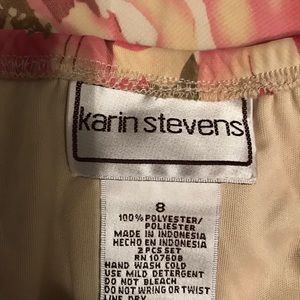 karin stevens
8
100% POLYESTER/
POLIESTER
MADE IN INDONESIA
HECHO EN INDONESIA
2 PCS SET
RN 107608
HAND WASH COLD
USE MILD DETERGENT
DO NOT BLEACH
DO NOT WRING OR TWIST
LINE DRY